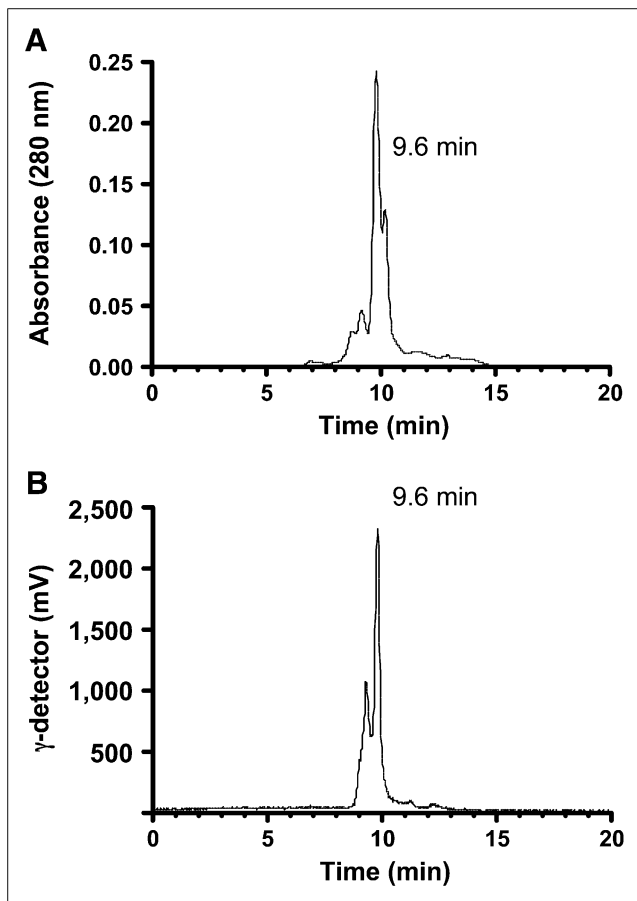 A
0.25
0.20
0.15
0.10
0.05
0.00
Absorbance (280 nm)
9.6 min
0 5 10 15 20
Time (min)
B
2,500
2,000
1,500
1,000
500
γ-detector (mV)
9.6 min
0 5 10 15 20
Time (min)